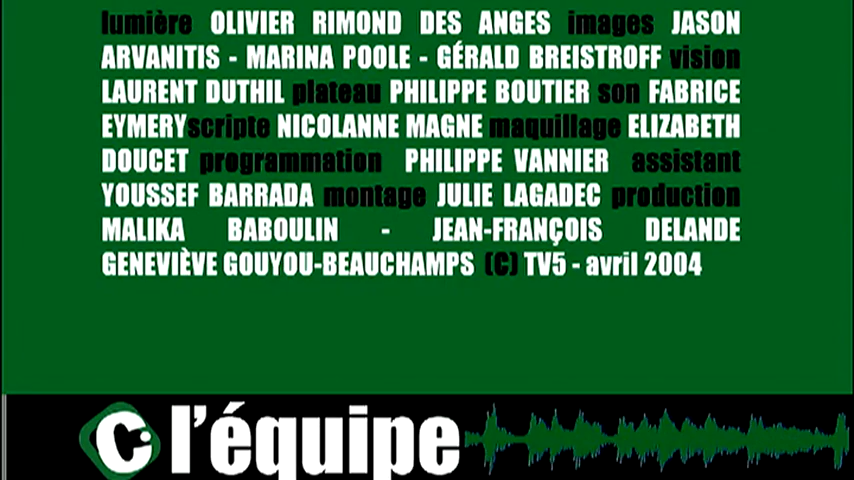 lumière OLIVIER RIMOND DES ANGES images JASON
ARVANITIS - MARINA POOLE - GÉRALD BREISTROFF vision
LAURENT DUTHIL plateau PHILIPPE BOUTIER son FABRICE
EYMERY scripte NICOLANNE MAGNE maquillage ELIZABETH
DOUCET programmation PHILIPPE VANNIER assistant
YOUSSEF BARRADA montage JULIE LAGADEC production
MALIKA BABOULIN - JEAN-FRANÇOIS DELANDE
GENEVIÈVE GOUYOU-BEAUCHAMPS (C) TV5 - avril 2004
c l'équipe